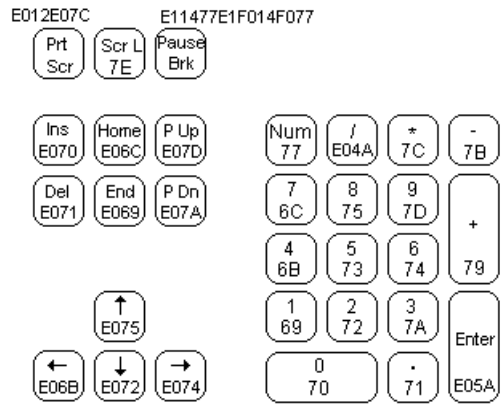 E012E07C E11477E1F014F077
Prt Scr L Pause
Scr 7E Brk
Ins Home P Up Num / * -
E070 E06C E07D 77 E04A 7C 7B
Del End P Dn 7 8 9
E071 E069 E07A 6C 75 7D +
4 5 6
6B 73 74 79
↑ 1 2 3
E075 69 72 7A Enter
← ↓ → 0 .
E06B E072 E074 70 71 E05A